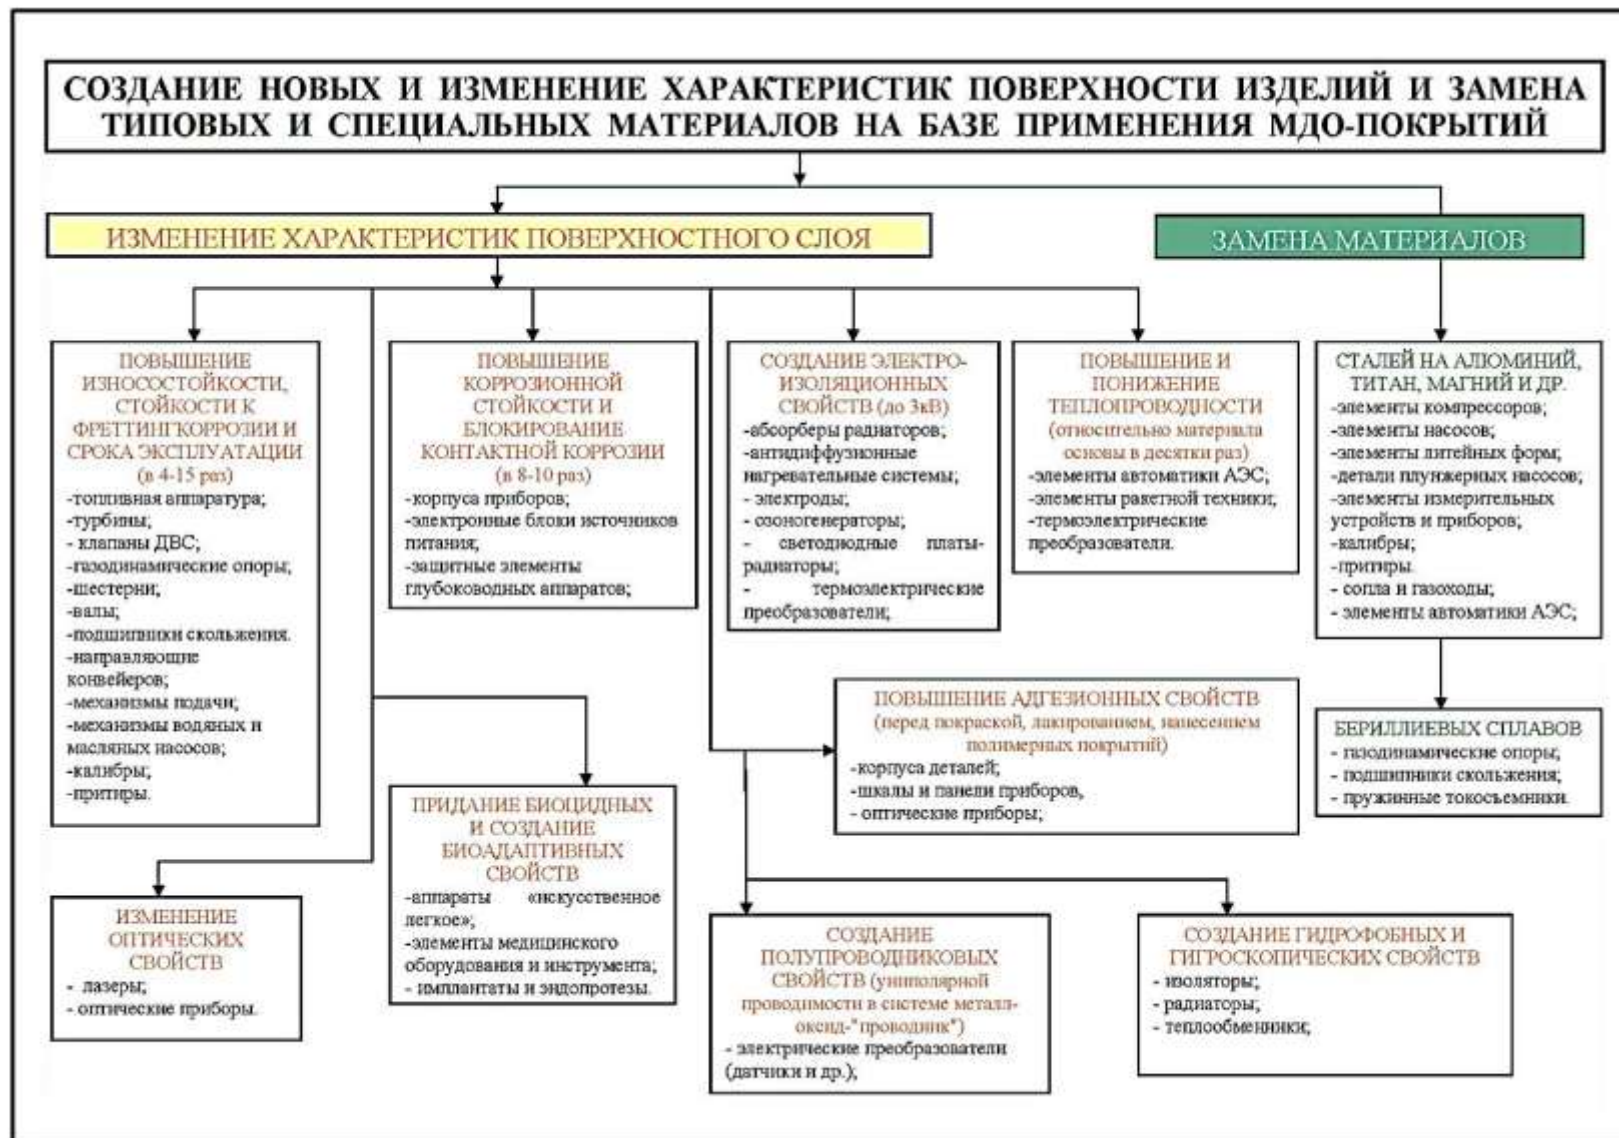 СОЗДАНИЕ НОВЫХ И ИЗМЕНЕНИЕ ХАРАКТЕРИСТИК ПОВЕРХНОСТИ ИЗДЕЛИЙ И ЗАМЕНА
ТИПОВЫХ И СПЕЦИАЛЬНЫХ МАТЕРИАЛОВ НА БАЗЕ ПРИМЕНЕНИЯ МДО-ПОКРЫТИЙ
ИЗМЕНЕНИЕ ХАРАКТЕРИСТИК ПОВЕРХНОСТНОГО СЛОЯ
ЗАМЕНА МАТЕРИАЛОВ
ПОВЫШЕНИЕ
ИЗНОСОСТОЙКОСТИ,
СТОЙКОСТИ К
ФРЕТТИНГКОРРОЗИИ И
СРОКА ЭКСПЛУАТАЦИИ
(в 4-15 раз)
-топливная аппаратура;
-турбины;
- клапаны ДВС;
-газодинамические опоры;
-шестерни;
-валы;
-подшипники скольжения.
-направляющие
конвейеров;
-механизмы подачи;
-механизмы водяных и
масляных насосов;
-калибры;
-притиры.
ПОВЫШЕНИЕ
КОРРОЗИОННОЙ
СТОЙКОСТИ И
БЛОКИРОВАНИЕ
КОНТАКТНОЙ КОРРОЗИИ
(в 8-10 раз)
-корпуса приборов;
-электронные блоки источников
питания;
-защитные элементы
глубоководных аппаратов;
СОЗДАНИЕ ЭЛЕКТРО-
ИЗОЛЯЦИОННЫХ
СВОЙСТВ (до 3кВ)
-абсорберы радиаторов;
-антидиффузионные
нагревательные системы;
- электроды;
- озоногенераторы;
- светодиодные платы-
радиаторы;
- термоэлектрические
преобразователи;
ПОВЫШЕНИЕ И
ПОНИЖЕНИЕ
ТЕПЛОПРОВОДНОСТИ
(относительно материала
основы в десятки раз)
-элементы автоматики АЭС;
-элементы ракетной техники;
-термоэлектрические
преобразователи.
СТАЛЕЙ НА АЛЮМИНИЙ,
ТИТАН, МАГНИЙ И ДР.
-элементы компрессоров;
-элементы насосов;
-элементы литейных форм;
-детали плунжерных насосов;
-элементы измерительных
устройств и приборов;
-калибры;
-притиры.
- сопла и газоходы;
- элементы автоматики АЭС;
ПОВЫШЕНИЕ АДГЕЗИОННЫХ СВОЙСТВ
(перед покраской, лакированием, нанесением
полимерных покрытий)
-корпуса деталей;
-шкалы и панели приборов,
- оптические приборы;
БЕРИЛЛИЕВЫХ СПЛАВОВ
- газодинамические опоры;
- подшипники скольжения;
- пружинные токосъемники.
ПРИДАНИЕ БИОЦИДНЫХ
И СОЗДАНИЕ
БИОАДАПТИВНЫХ
СВОЙСТВ
-аппараты «искусственное
легкое»;
-элементы медицинского
оборудования и инструмента;
- имплантаты и эндопротезы.
ИЗМЕНЕНИЕ
ОПТИЧЕСКИХ
СВОЙСТВ
- лазеры;
- оптические приборы.
СОЗДАНИЕ
ПОЛУПРОВОДНИКОВЫХ
СВОЙСТВ (униполярной
проводимости в системе металл-
оксид-"проводник")
- электрические преобразователи
(датчики и др.);
СОЗДАНИЕ ГИДРОФОБНЫХ И
ГИГРОСКОПИЧЕСКИХ СВОЙСТВ
- изоляторы;
- радиаторы;
- теплообменники;